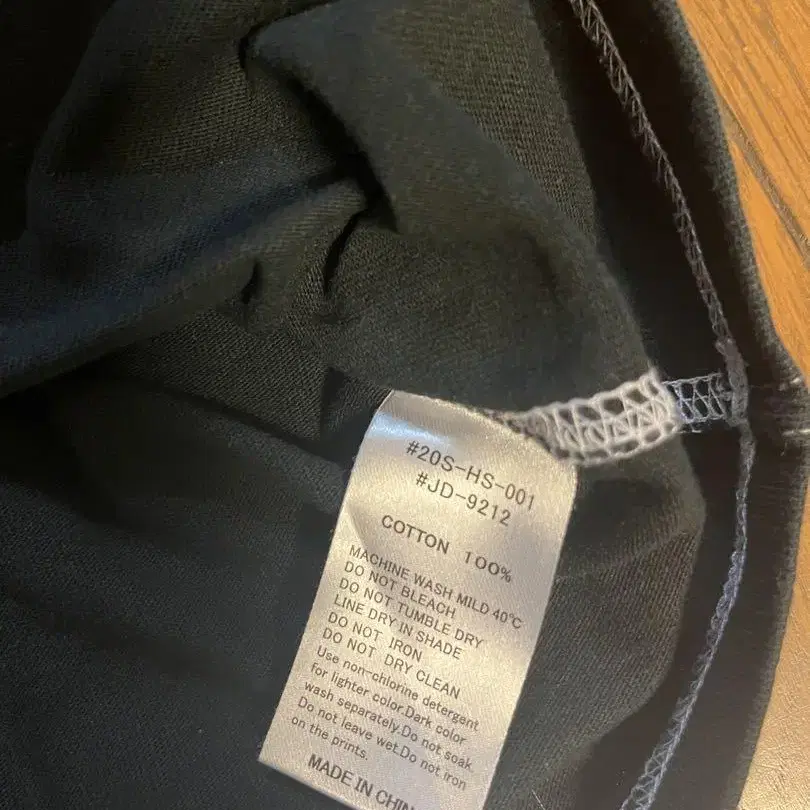 #20S-HS-001
#JD-9212
COTTON 100%
MACHINE WASH MILD 40℃
DO NOT BLEACH
DO NOT TUMBLE DRY
LINE DRY IN SHADE
DO NOT IRON
DO NOT DRY CLEAN
Use non-chlorine detergent
for lighter color.Dark color
wash separately.Do not soak
Do not leave wet.Do not iron
on the prints.
MADE IN CHIN